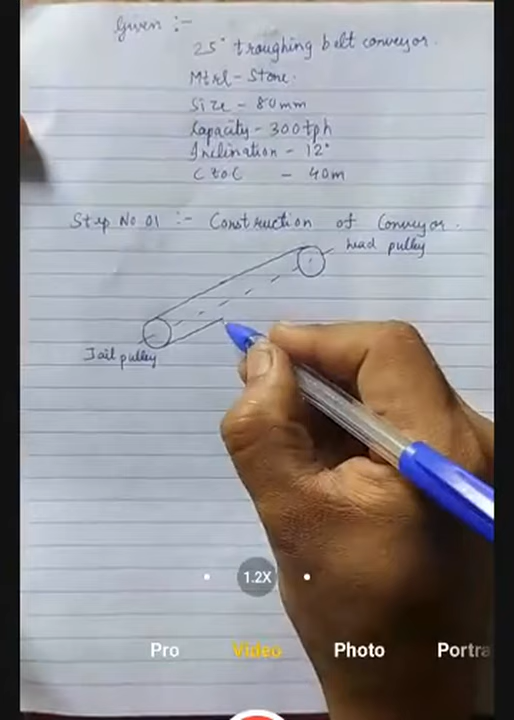 Given :-
25° troughing belt conveyor.
Mtrl - Stone.
Size - 80mm
Capacity - 300tph
Inclination - 12°
C to C - 40m
Step No 01 :- Construction of Conveyor.
head pulley
Tail pulley
1.2X
Pro Video Photo Portra